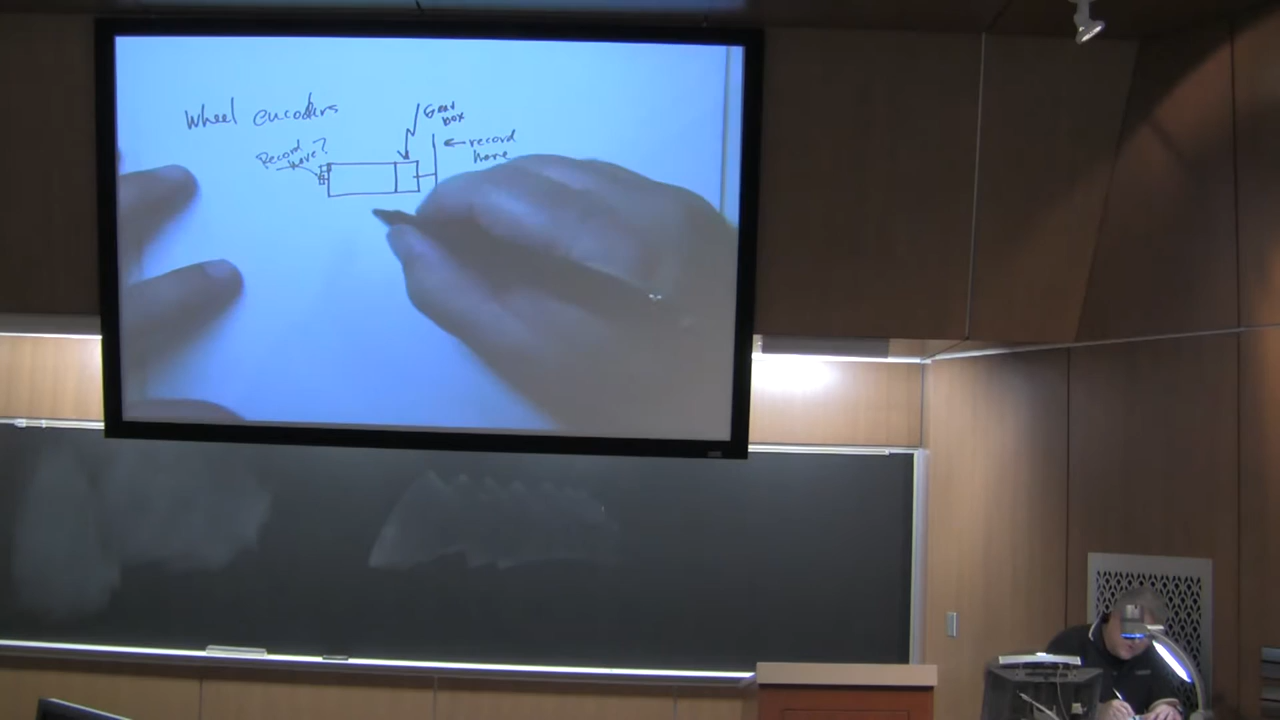 Wheel encoders
Gear
box
Record
here?
←record
here